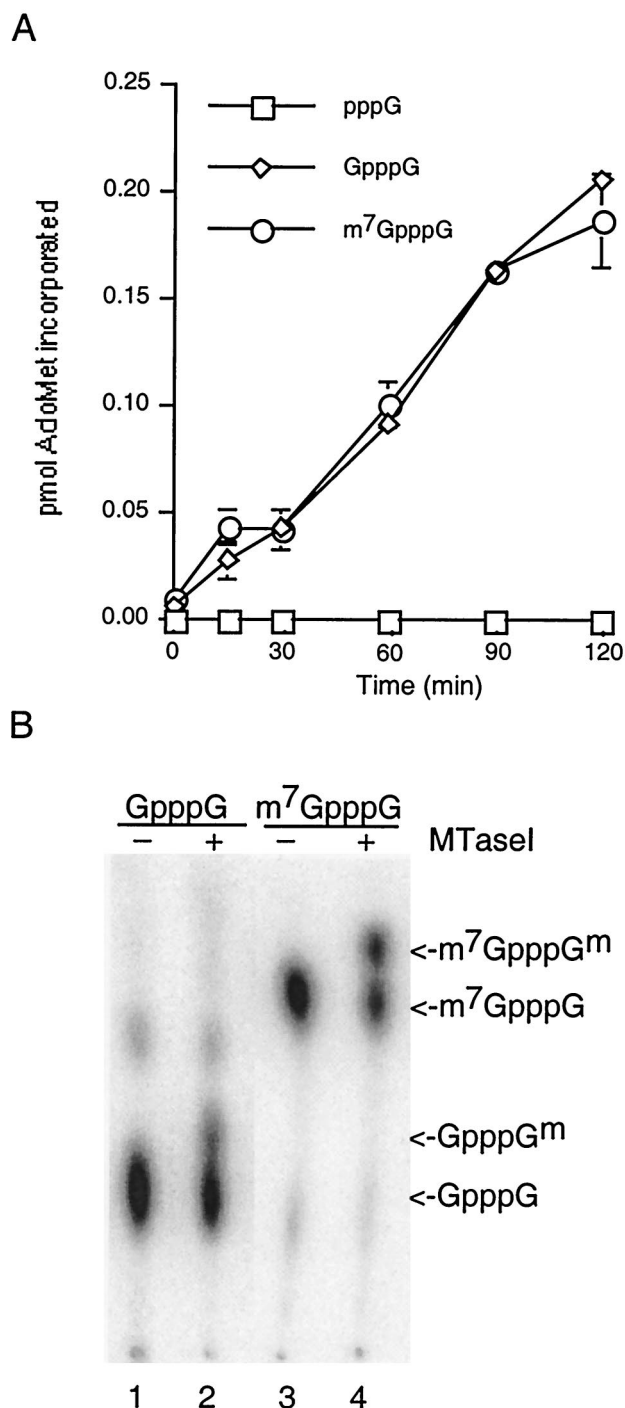 A
0.25
0.20
0.15
0.10
0.05
0.00
pmol AdoMet incorporated
pppG
GpppG
m⁷GpppG
0 30 60 90 120
Time (min)
B
GpppG m⁷GpppG
– + – + MTaseI
<-m⁷GpppGᵐ
<-m⁷GpppG
<-GpppGᵐ
<-GpppG
1 2 3 4